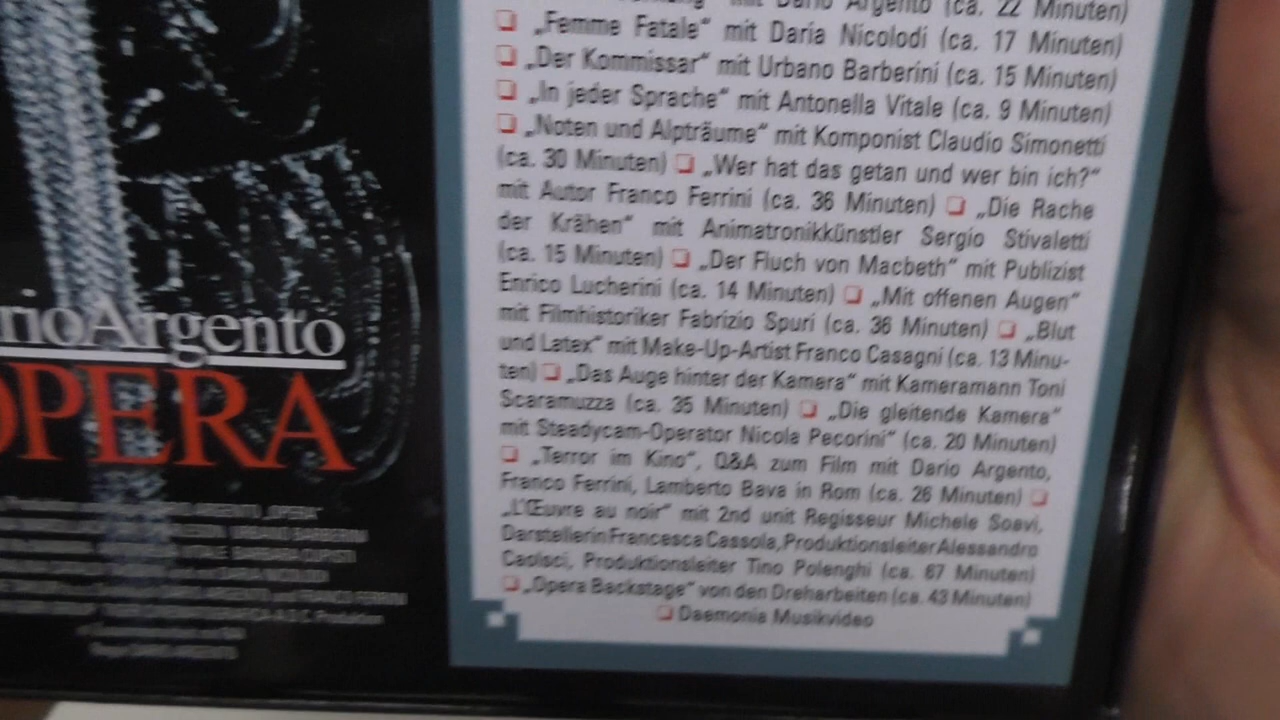 mit Dario Argento (ca. 22 Minuten)
❏ „Femme Fatale“ mit Daria Nicolodi (ca. 17 Minuten)
❏ „Der Kommissar“ mit Urbano Barberini (ca. 15 Minuten)
❏ „In jeder Sprache“ mit Antonella Vitale (ca. 9 Minuten)
❏ „Noten und Alpträume“ mit Komponist Claudio Simonetti
(ca. 30 Minuten) ❏ „Wer hat das getan und wer bin ich?“
mit Autor Franco Ferrini (ca. 36 Minuten) ❏ „Die Rache
der Krähen“ mit Animatronikkünstler Sergio Stivaletti
(ca. 15 Minuten) ❏ „Der Fluch von Macbeth“ mit Publizist
Enrico Lucherini (ca. 14 Minuten) ❏ „Mit offenen Augen“
mit Filmhistoriker Fabrizio Spuri (ca. 36 Minuten) ❏ „Blut
und Latex“ mit Make-Up-Artist Franco Casagni (ca. 13 Minu-
ten) ❏ „Das Auge hinter der Kamera“ mit Kameramann Toni
Scaramuzza (ca. 35 Minuten) ❏ „Die gleitende Kamera“
mit Steadycam-Operator Nicola Pecorini“ (ca. 20 Minuten)
❏ „Terror im Kino“, Q&A zum Film mit Dario Argento,
Franco Ferrini, Lamberto Bava in Rom (ca. 26 Minuten) ❏
„L'Œuvre au noir“ mit 2nd unit Regisseur Michele Soavi,
Darstellerin Francesca Cassola, Produktionsleiter Alessandro
Caolsci, Produktionsleiter Tino Polenghi (ca. 67 Minuten)
❏ „Opera Backstage“ von den Dreharbeiten (ca. 43 Minuten)
❏ Daemonia Musikvideo
rioArgento
OPERA